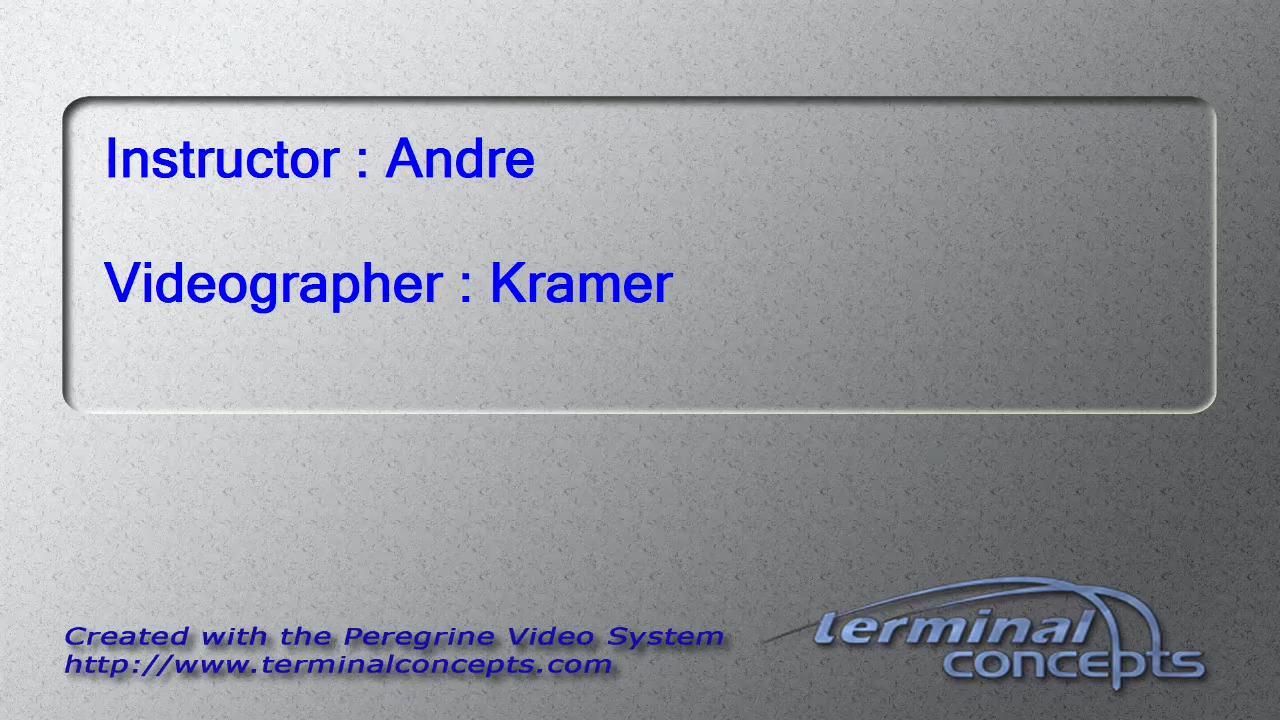 Instructor : Andre
Videographer : Kramer
Created with the Peregrine Video System
http://www.terminalconcepts.com
terminal
concepts